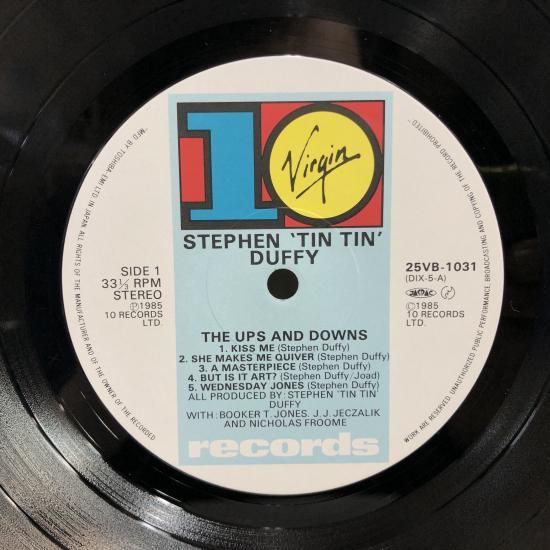 10
Virgin
STEPHEN 'TIN TIN'
DUFFY
SIDE 1
33⅓ RPM
STEREO
Ⓟ1985
10 RECORDS
LTD.
25VB-1031
(DIX-5-A)
JASRAC
©1985
10 RECORDS
LTD.
THE UPS AND DOWNS
1. KISS ME (Stephen Duffy)
2. SHE MAKES ME QUIVER (Stephen Duffy)
3. A MASTERPIECE (Stephen Duffy)
4. BUT IS IT ART? (Stephen Duffy/Joad)
5. WEDNESDAY JONES (Stephen Duffy)
ALL PRODUCED BY: STEPHEN 'TIN TIN'
DUFFY
WITH: BOOKER T. JONES. J. J. JECZALIK
AND NICHOLAS FROOME
records
"MFD BY TOSHIBA-EMI LTD IN JAPAN ALL RIGHTS OF THE MANUFACTURER AND OF THE OWNER OF THE RECORDED
WORK ARE RESERVED. UNAUTHORIZED PUBLIC PERFORMANCE, BROADCASTING AND COPYING OF THE RECORD PROHIBITED"